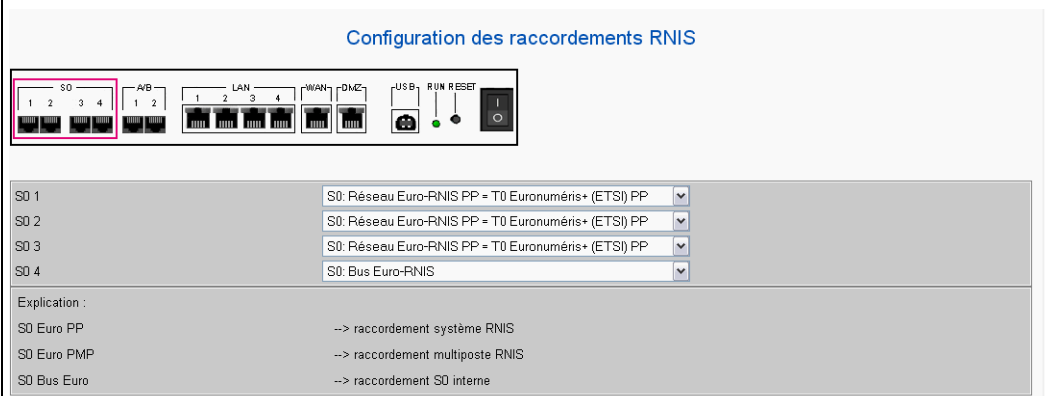 Configuration des raccordements RNIS
S0 A/B LAN WAN DMZ USB RUN RESET
1 2 3 4 1 2 1 2 3 4
S0 1 S0: Réseau Euro-RNIS PP = T0 Euronuméris+ (ETSI) PP
S0 2 S0: Réseau Euro-RNIS PP = T0 Euronuméris+ (ETSI) PP
S0 3 S0: Réseau Euro-RNIS PP = T0 Euronuméris+ (ETSI) PP
S0 4 S0: Bus Euro-RNIS
Explication :
S0 Euro PP --> raccordement système RNIS
S0 Euro PMP --> raccordement multiposte RNIS
S0 Bus Euro --> raccordement S0 interne